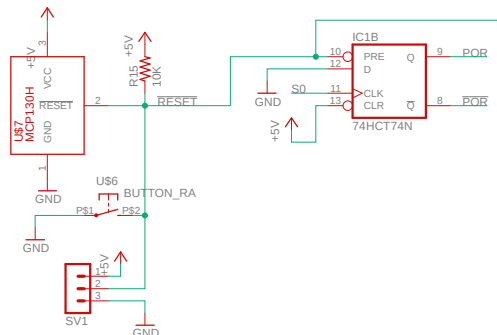 +5V
3
VCC
U$7
MCP130H
RESET
2
GND
1
GND
+5V
R15
10K
RESET
U$6
BUTTON_RA
P$1
P$2
GND
+5V
1
2
3
SV1
GND
IC1B
10
PRE
Q
9
POR
12
D
GND
S0
11
CLK
13
CLR
Q
8
POR
+5V
74HCT74N